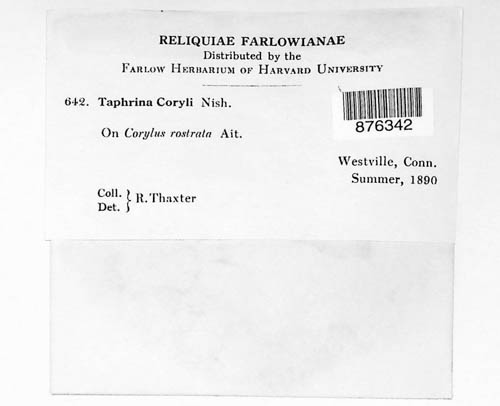 RELIQUIAE FARLOWIANAE
Distributed by the
FARLOW HERBARIUM OF HARVARD UNIVERSITY
642. Taphrina Coryli Nish.
876342
On Corylus rostrata Ait.
Westville, Conn.
Summer, 1890
Coll. } R. Thaxter
Det.